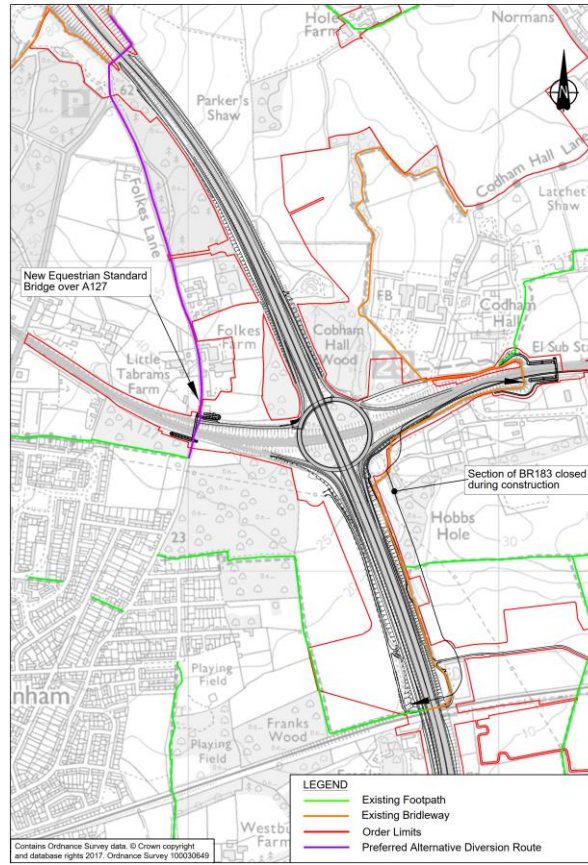 Hole
Farm
Normans
Parker's
Shaw
62
P
N
Codham Hall Lane
Latchet
Shaw
Folkes Lane
New Equestrian Standard
Bridge over A127
FB
Codham
Hall
El Sub Sta
Folkes
Farm
Cobham
Hall
Wood
Little
Tabrams
Farm
Section of BR183 closed
during construction
Hobbs
Hole
23
25
30
Playing
Field
nham
Franks
Wood
Playing
Field
10
Westbu
Farm
LEGEND
Existing Footpath
Existing Bridleway
Order Limits
Preferred Alternative Diversion Route
Contains Ordnance Survey data. © Crown copyright
and database rights 2017. Ordnance Survey 100030649